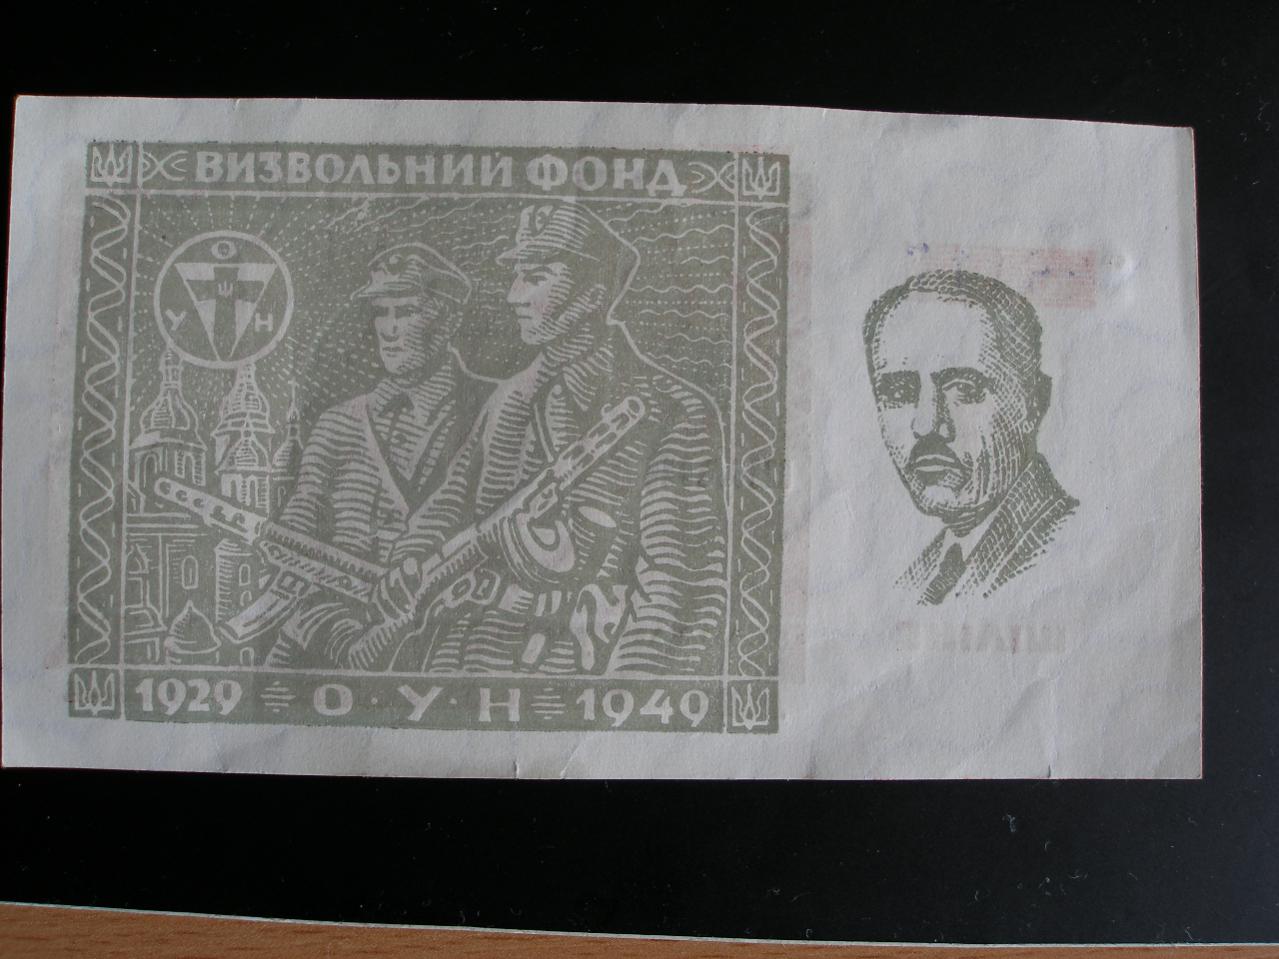 ВИЗВОЛЬНИЙ ФОНД
О
У Н
1929 О·У·Н 1949